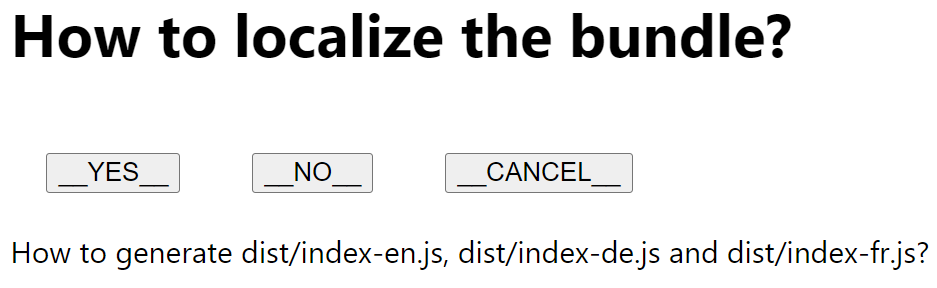 How to localize the bundle?
__YES__ __NO__ __CANCEL__
How to generate dist/index-en.js, dist/index-de.js and dist/index-fr.js?